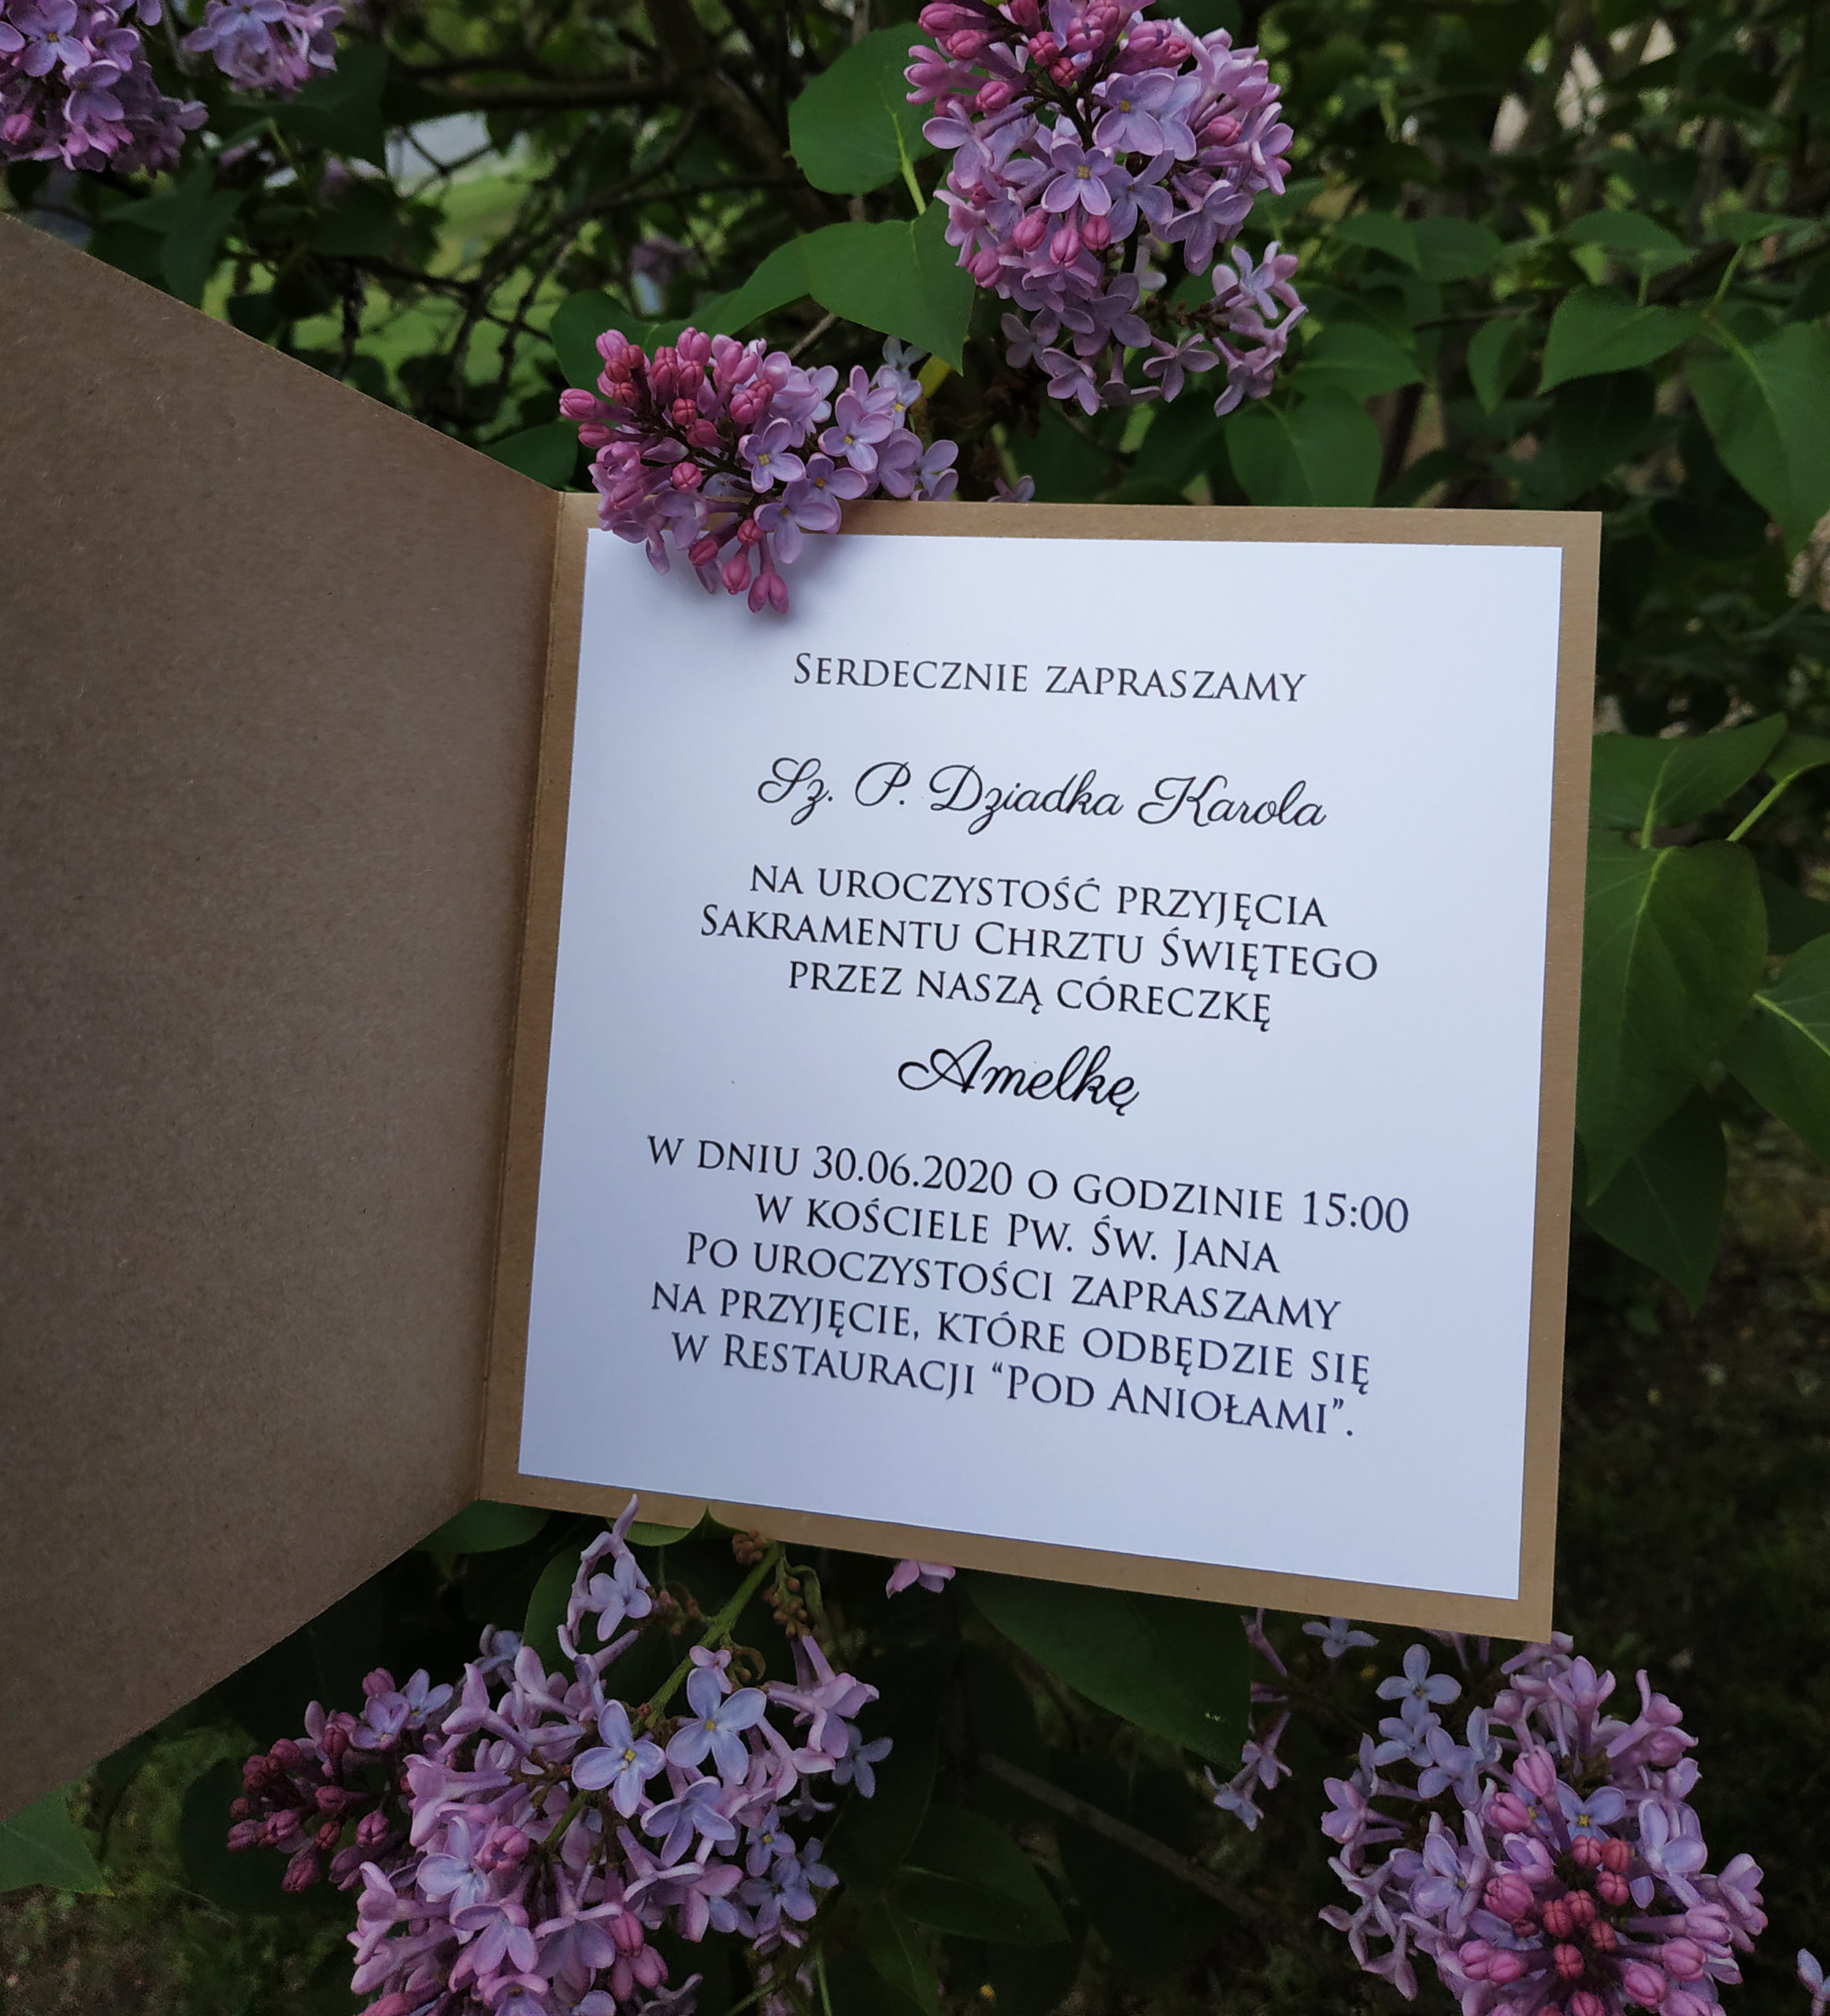 Serdecznie zapraszamy
Sz. P. Dziadka Karola
na uroczystość przyjęcia
Sakramentu Chrztu Świętego
przez naszą córeczkę
Amelkę
w dniu 30.06.2020 o godzinie 15:00
w kościele Pw. Św. Jana
Po uroczystości zapraszamy
na przyjęcie, które odbędzie się
w Restauracji “Pod Aniołami”.